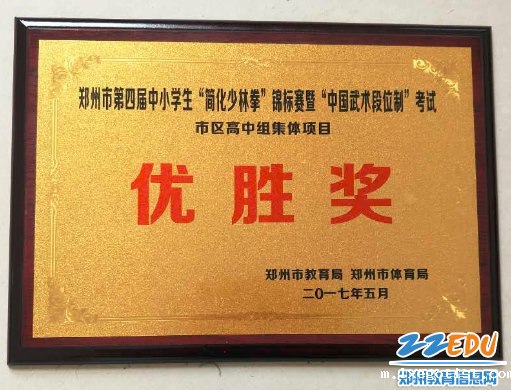 郑州市第四届中小学生“简化少林拳”锦标赛暨“中国武术段位制”考试
市区高中组集体项目
优胜奖
郑州市教育局 郑州市体育局
二〇一七年五月
ZZEDU
郑州教育信息网